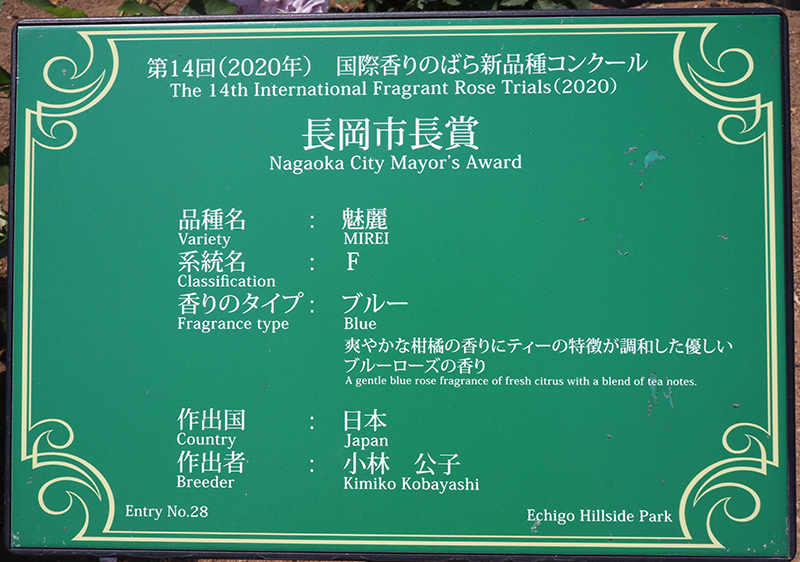 第14回(2020年) 国際香りのばら新品種コンクール
The 14th International Fragrant Rose Trials(2020)
長岡市長賞
Nagaoka City Mayor's Award
品種名 : 魅麗
Variety MIREI
系統名 : F
Classification
香りのタイプ : ブルー
Fragrance type Blue
爽やかな柑橘の香りにティーの特徴が調和した優しい
ブルーローズの香り
A gentle blue rose fragrance of fresh citrus with a blend of tea notes.
作出国 : 日本
Country Japan
作出者 : 小林 公子
Breeder Kimiko Kobayashi
Entry No.28 Echigo Hillside Park